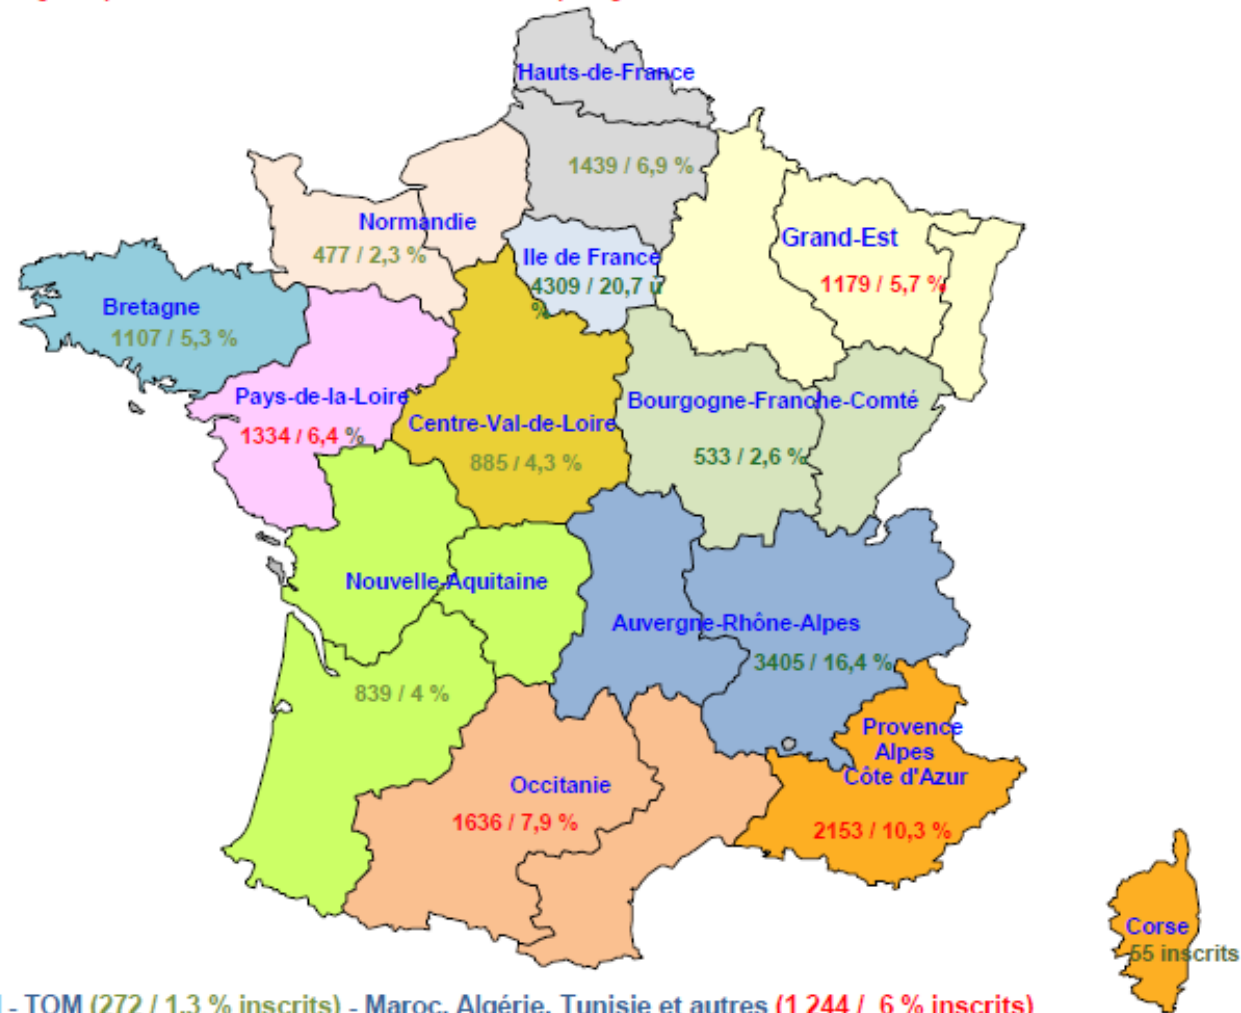 Hauts-de-France
1439 / 6,9 %
Normandie
477 / 2,3 %
Ile de France
4309 / 20,7 u
%
Grand-Est
1179 / 5,7 %
Bretagne
1107 / 5,3 %
Pays-de-la-Loire
1334 / 6,4 %
Centre-Val-de-Loire
885 / 4,3 %
Bourgogne-Franche-Comté
533 / 2,6 %
Nouvelle-Aquitaine
839 / 4 %
Auvergne-Rhône-Alpes
3405 / 16,4 %
Provence
Alpes
Côte d'Azur
2153 / 10,3 %
Occitanie
1636 / 7,9 %
Corse
55 inscrits
- TOM (272 / 1,3 % inscrits) - Maroc, Algérie, Tunisie et autres (1 244 / 6 % inscrits)